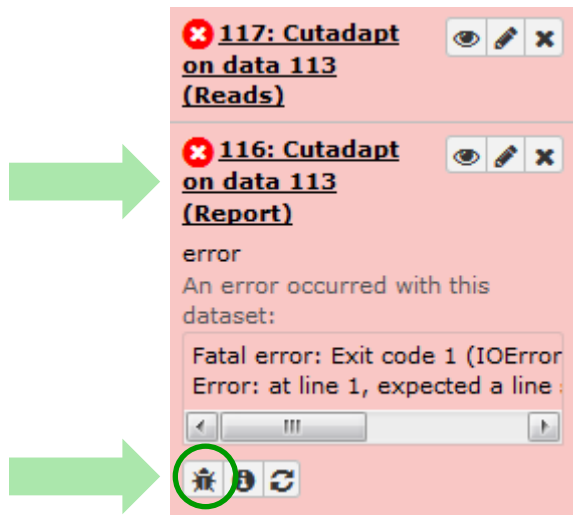 117: Cutadapt
on data 113
(Reads)
116: Cutadapt
on data 113
(Report)
error
An error occurred with this
dataset:
Fatal error: Exit code 1 (IOError
Error: at line 1, expected a line